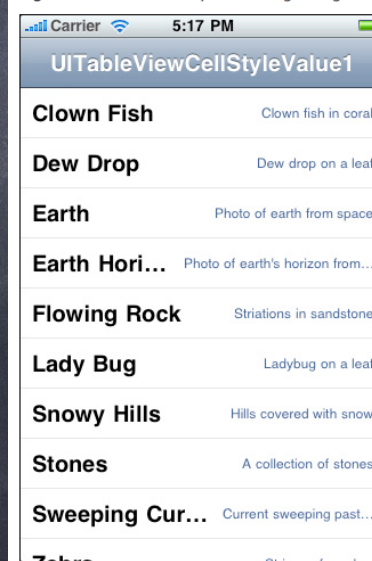 Carrier 5:17 PM
UITableViewCellStyleValue1
Clown Fish Clown fish in coral
Dew Drop Dew drop on a leaf
Earth Photo of earth from space
Earth Hori... Photo of earth's horizon from...
Flowing Rock Striations in sandstone
Lady Bug Ladybug on a leaf
Snowy Hills Hills covered with snow
Stones A collection of stones
Sweeping Cur... Current sweeping past...
Zebra